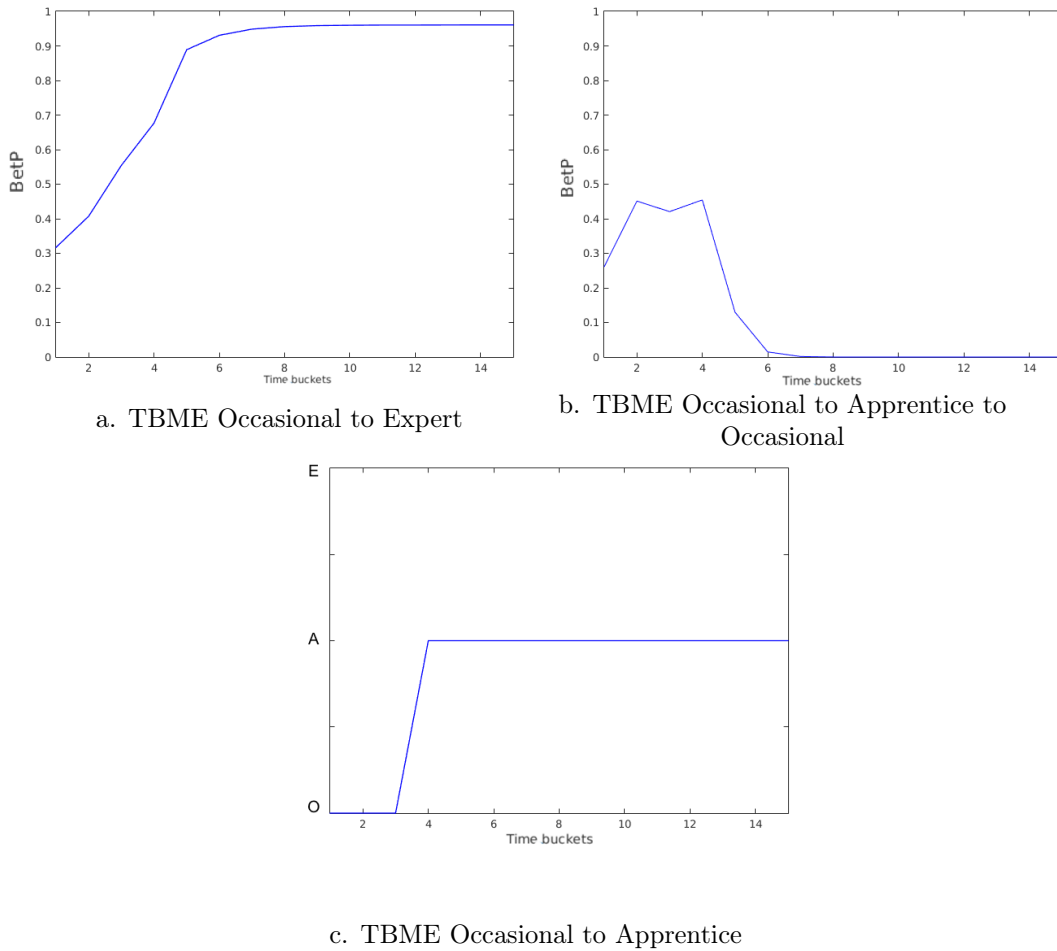 1
0.9
0.8
0.7
0.6
0.5
0.4
0.3
0.2
0.1
0
BetP
2 4 6 8 10 12 14
Time buckets
a. TBME Occasional to Expert
1
0.9
0.8
0.7
0.6
0.5
0.4
0.3
0.2
0.1
0
BetP
2 4 6 8 10 12 14
Time buckets
b. TBME Occasional to Apprentice to
Occasional
E
A
O
2 4 6 8 10 12 14
Time buckets
c. TBME Occasional to Apprentice